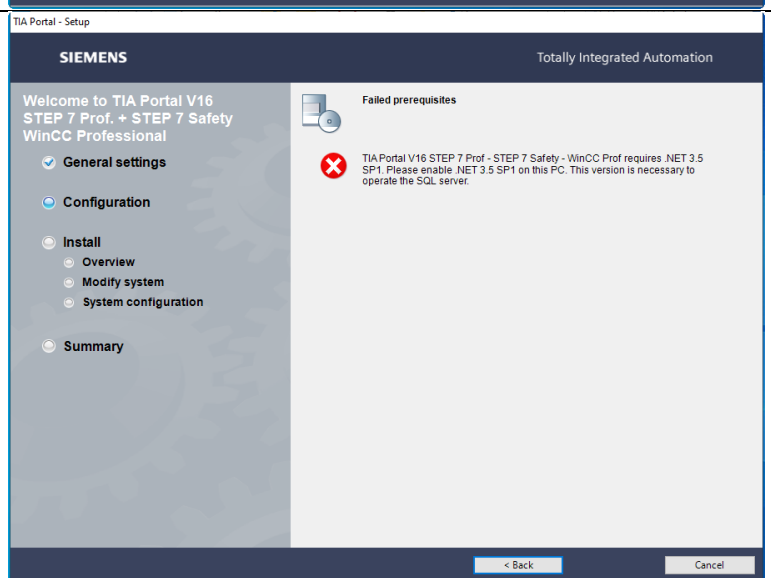 TIA Portal - Setup
SIEMENS
Totally Integrated Automation
Welcome to TIA Portal V16
STEP 7 Prof. + STEP 7 Safety
WinCC Professional
General settings
Configuration
Install
Overview
Modify system
System configuration
Summary
Failed prerequisites
TIA Portal V16 STEP 7 Prof - STEP 7 Safety - WinCC Prof requires .NET 3.5
SP1. Please enable .NET 3.5 SP1 on this PC. This version is necessary to
operate the SQL server.
< Back
Cancel